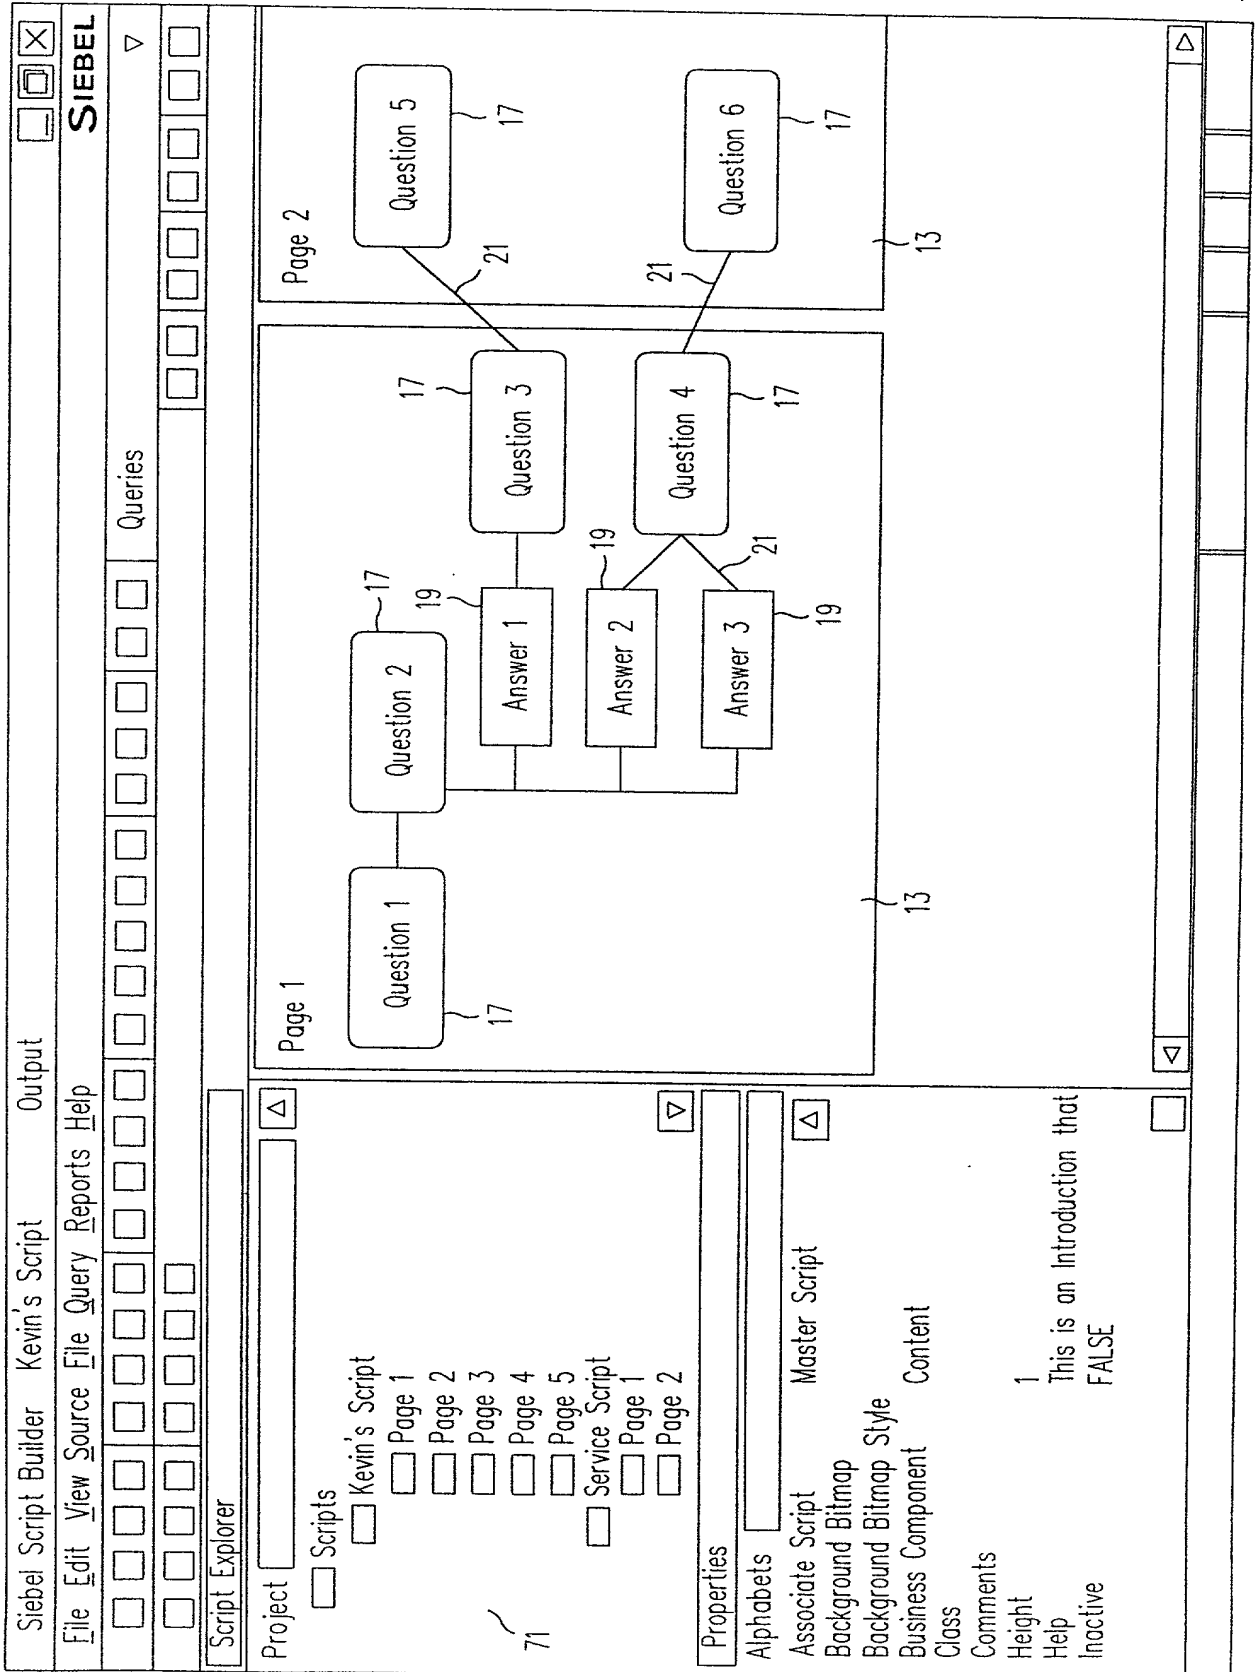 Siebel Script Builder Kevin's Script Output
File Edit View Source File Query Reports Help SIEBEL
Queries
Script Explorer
Project
Scripts
Kevin's Script
Page 1
Page 2
Page 3
Page 4
Page 5
Service Script
Page 1
Page 2
71
Properties
Alphabets
Associate Script Master Script
Background Bitmap
Background Bitmap Style
Business Component Content
Class
Comments
Height 1
Help This is an Introduction that
Inactive FALSE
Page 1
Question 1
17
Question 2
17
Answer 1
19
Answer 2
19
Answer 3
19
21
Question 3
17
Question 4
17
13
Page 2
21
Question 5
17
21
Question 6
17
13